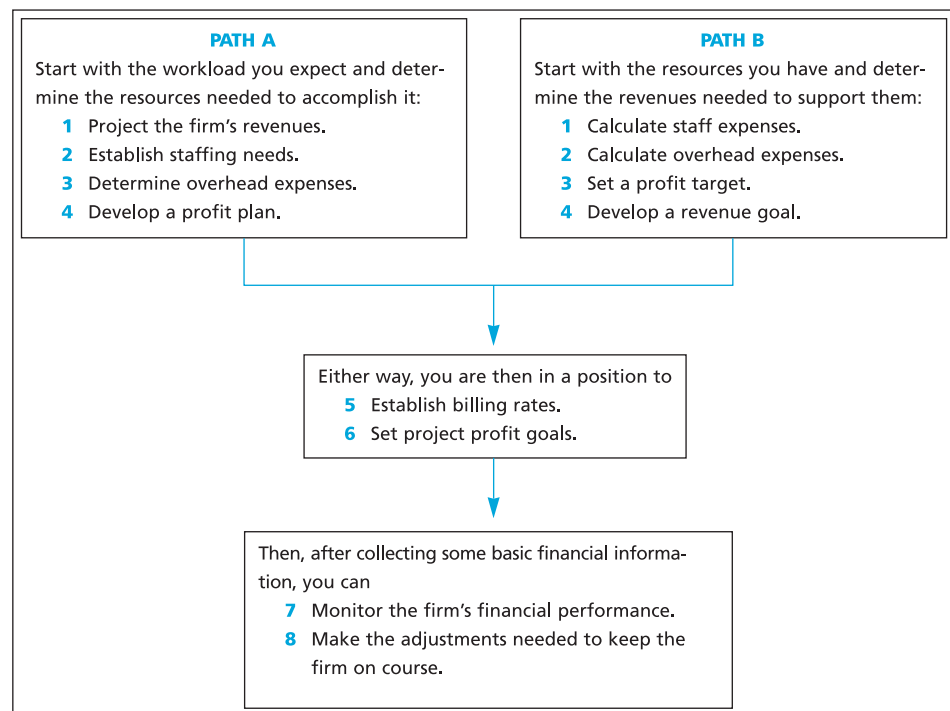 PATH A
Start with the workload you expect and deter-
mine the resources needed to accomplish it:
1 Project the firm's revenues.
2 Establish staffing needs.
3 Determine overhead expenses.
4 Develop a profit plan.
PATH B
Start with the resources you have and deter-
mine the revenues needed to support them:
1 Calculate staff expenses.
2 Calculate overhead expenses.
3 Set a profit target.
4 Develop a revenue goal.
Either way, you are then in a position to
5 Establish billing rates.
6 Set project profit goals.
Then, after collecting some basic financial informa-
tion, you can
7 Monitor the firm's financial performance.
8 Make the adjustments needed to keep the
firm on course.